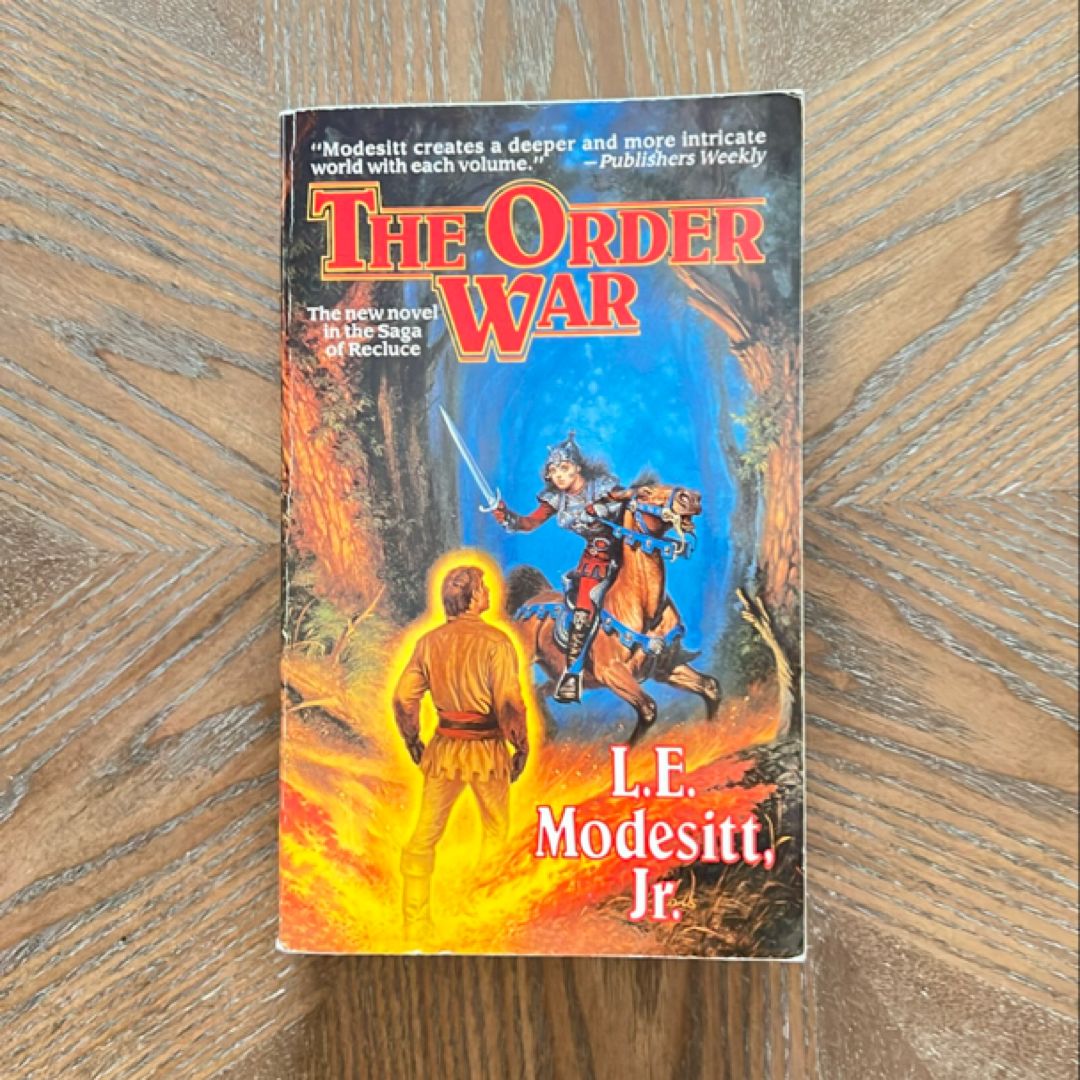 "Modesitt creates a deeper and more intricate
world with each volume." —Publishers Weekly
THE ORDER
WAR
The new novel
in the Saga
of Recluce
L.E.
Modesitt,
Jr.